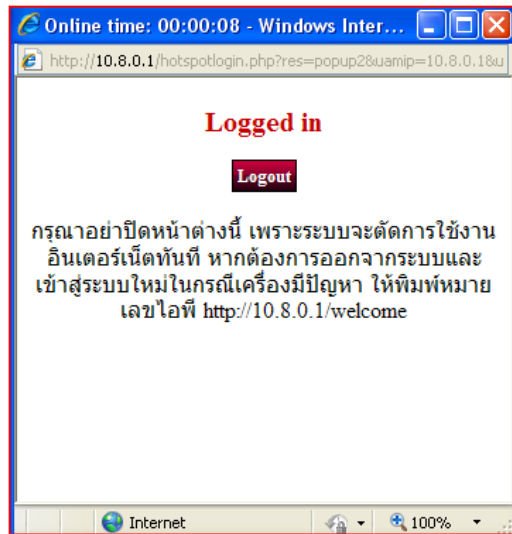 Online time: 00:00:08 - Windows Inter...
http://10.8.0.1/hotspotlogin.php?res=popup2&uamip=10.8.0.1&u
Logged in
Logout
กรุณาอย่าปิดหน้าต่างนี้ เพราะระบบจะตัดการใช้งาน
อินเตอร์เน็ตทันที หากต้องการออกจากระบบและ
เข้าสู่ระบบใหม่ในกรณีเครื่องมีปัญหา ให้พิมพ์หมาย
เลขไอพี http://10.8.0.1/welcome
Internet
100%